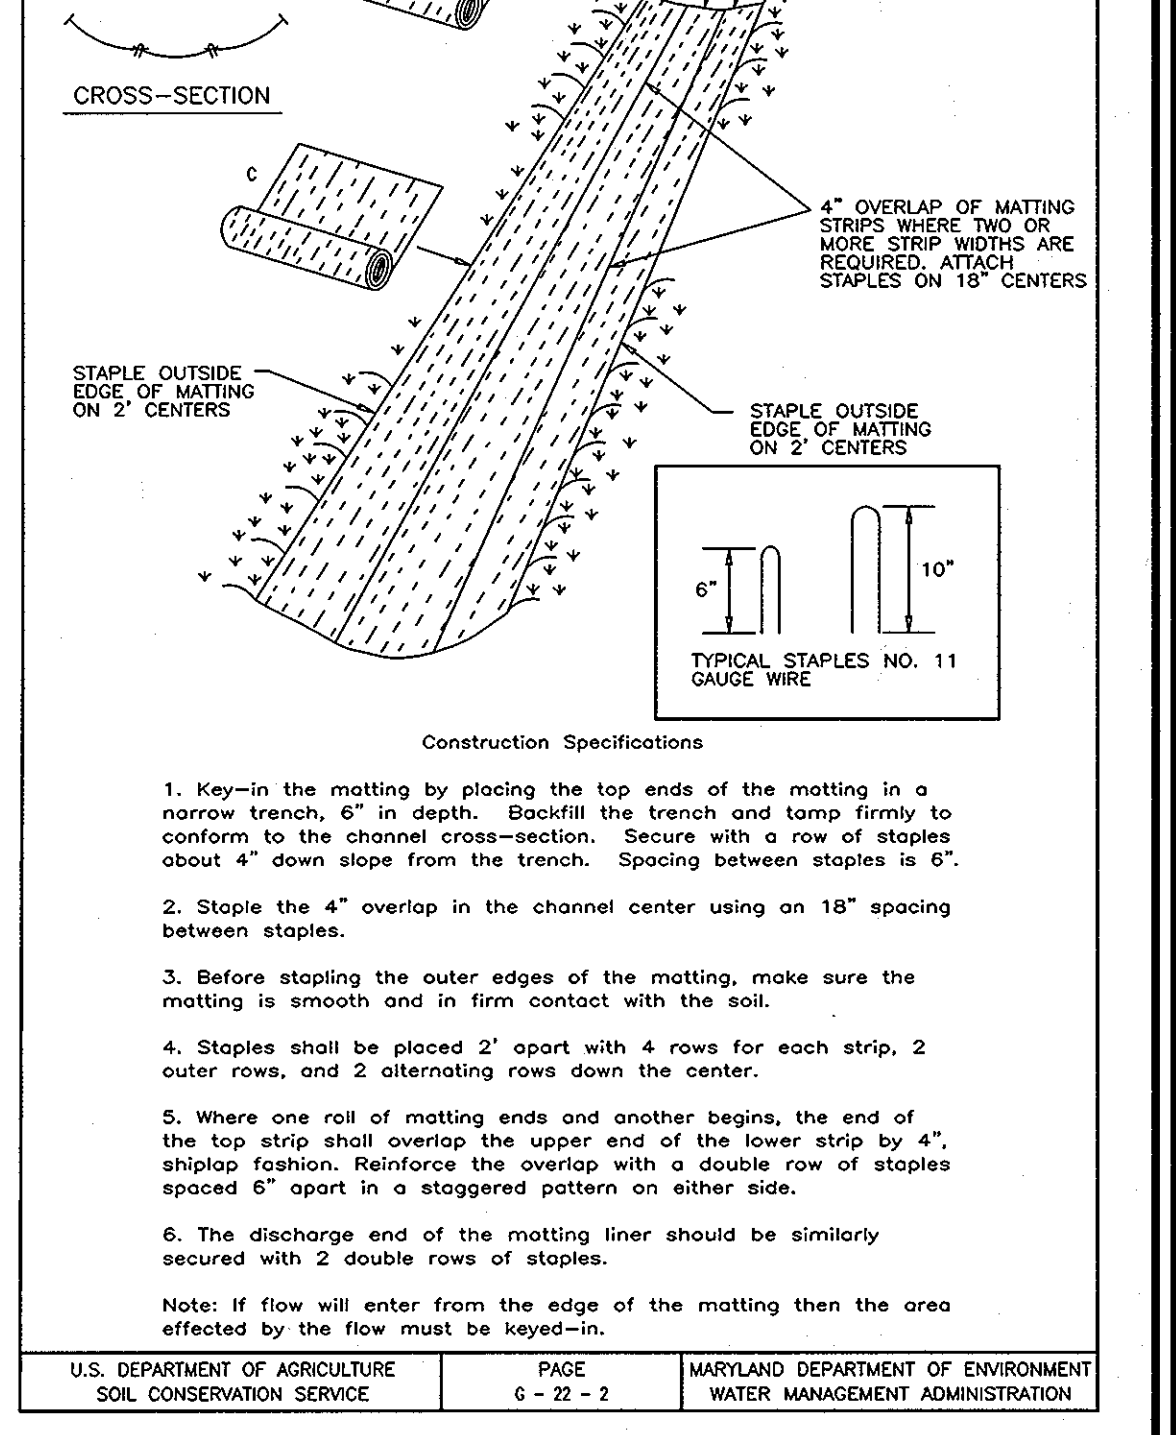 CROSS-SECTION
C
4" OVERLAP OF MATTING
STRIPS WHERE TWO OR
MORE STRIP WIDTHS ARE
REQUIRED. ATTACH
STAPLES ON 18" CENTERS
STAPLE OUTSIDE
EDGE OF MATTING
ON 2' CENTERS
STAPLE OUTSIDE
EDGE OF MATTING
ON 2' CENTERS
6"
10"
TYPICAL STAPLES NO. 11
GAUGE WIRE
Construction Specifications
1. Key-in the matting by placing the top ends of the matting in a
narrow trench, 6" in depth. Backfill the trench and tamp firmly to
conform to the channel cross-section. Secure with a row of staples
about 4" down slope from the trench. Spacing between staples is 6".
2. Staple the 4" overlap in the channel center using an 18" spacing
between staples.
3. Before stapling the outer edges of the matting, make sure the
matting is smooth and in firm contact with the soil.
4. Staples shall be placed 2' apart with 4 rows for each strip, 2
outer rows, and 2 alternating rows down the center.
5. Where one roll of matting ends and another begins, the end of
the top strip shall overlap the upper end of the lower strip by 4",
shiplap fashion. Reinforce the overlap with a double row of staples
spaced 6" apart in a staggered pattern on either side.
6. The discharge end of the matting liner should be similarly
secured with 2 double rows of staples.
Note: If flow will enter from the edge of the matting then the area
effected by the flow must be keyed-in.
U.S. DEPARTMENT OF AGRICULTURE
SOIL CONSERVATION SERVICE
PAGE
G - 22 - 2
MARYLAND DEPARTMENT OF ENVIRONMENT
WATER MANAGEMENT ADMINISTRATION